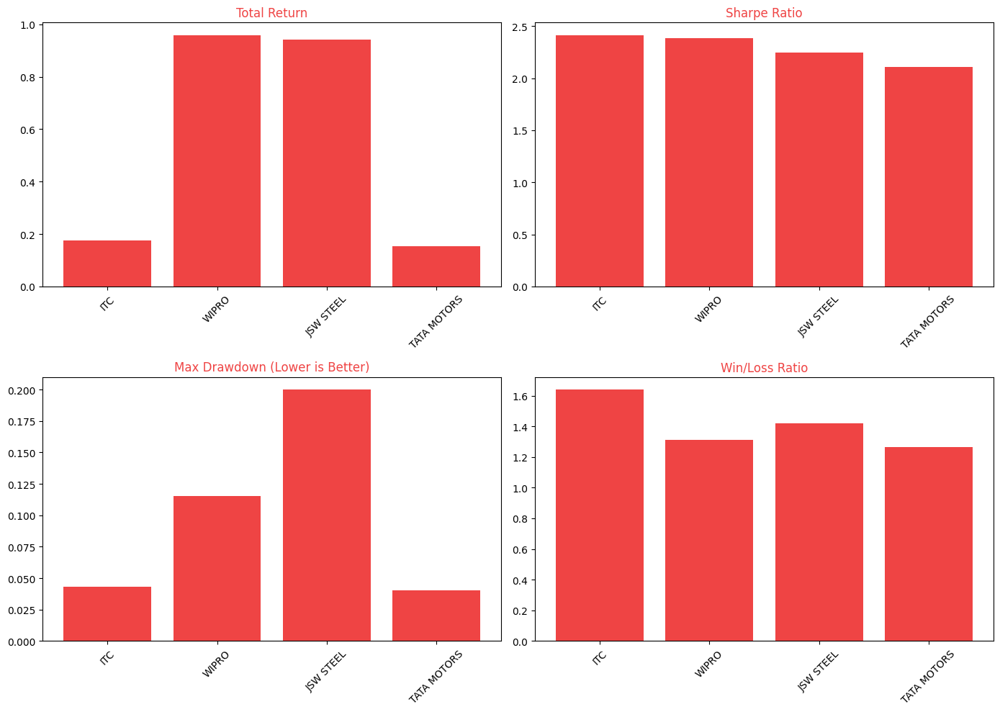 Total Return
1.0
0.8
0.6
0.4
0.2
0.0
ITC
WIPRO
JSW STEEL
TATA MOTORS
Sharpe Ratio
2.5
2.0
1.5
1.0
0.5
0.0
ITC
WIPRO
JSW STEEL
TATA MOTORS
Max Drawdown (Lower is Better)
0.200
0.175
0.150
0.125
0.100
0.075
0.050
0.025
0.000
ITC
WIPRO
JSW STEEL
TATA MOTORS
Win/Loss Ratio
1.6
1.4
1.2
1.0
0.8
0.6
0.4
0.2
0.0
ITC
WIPRO
JSW STEEL
TATA MOTORS